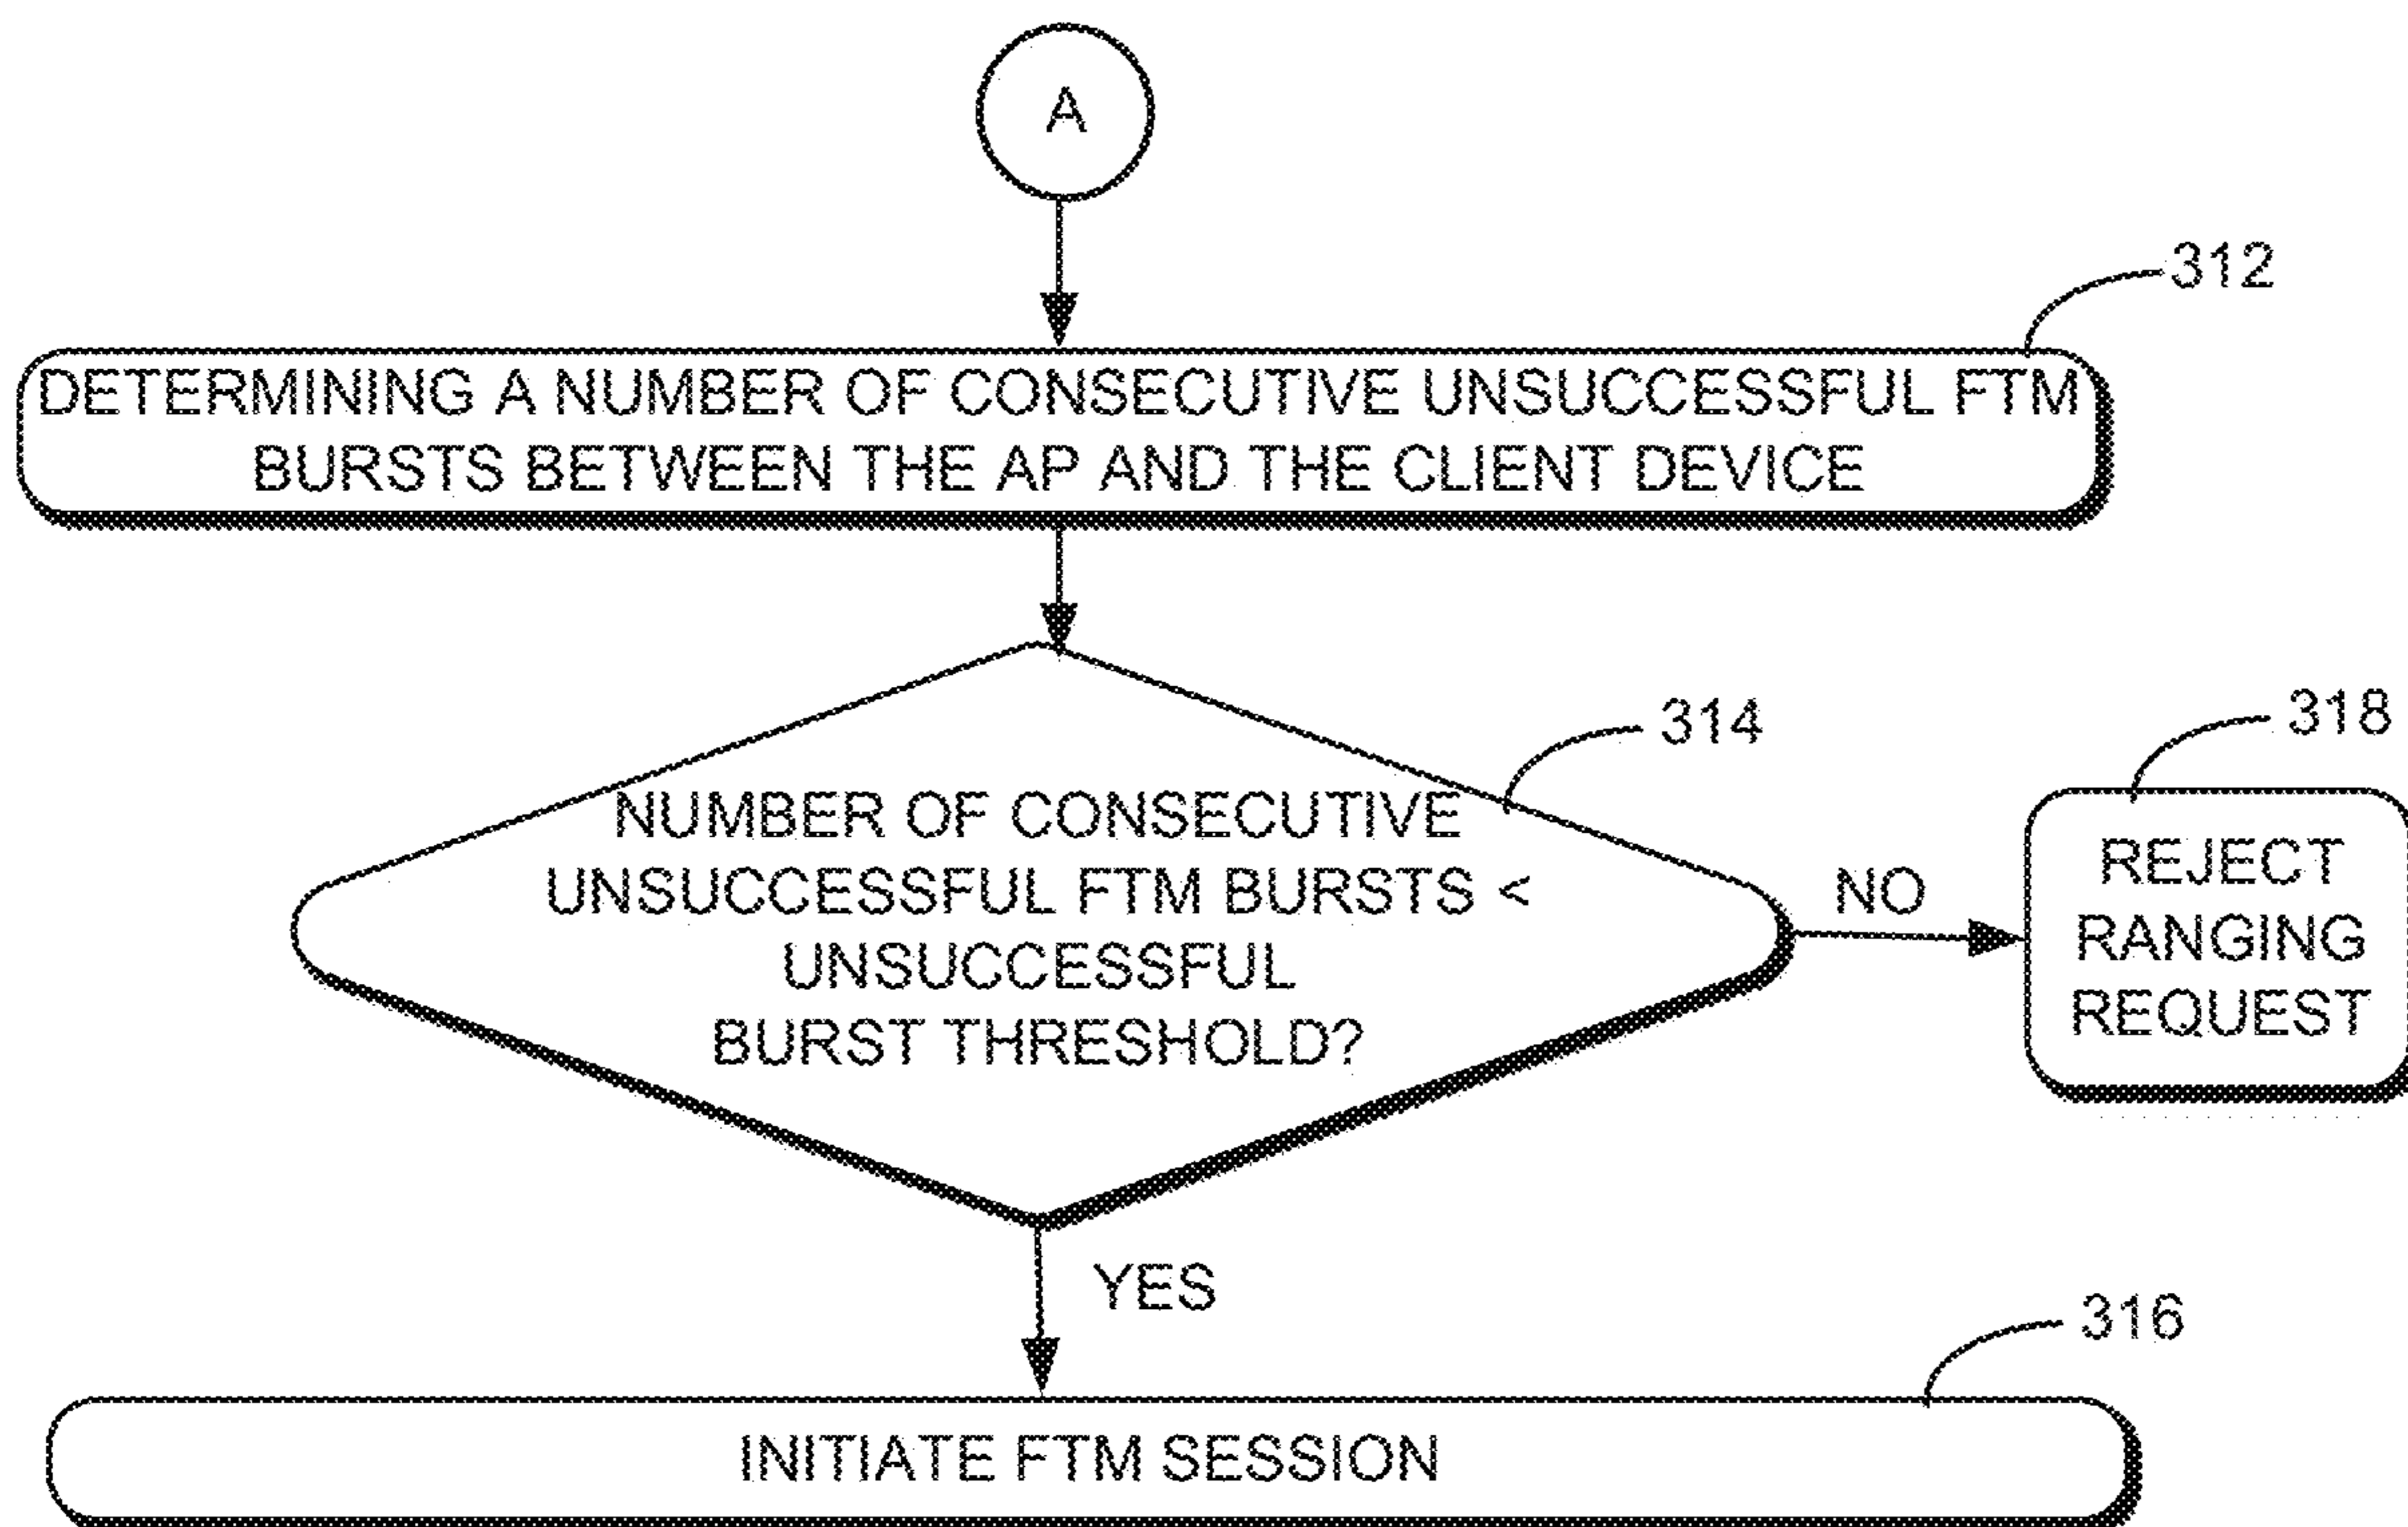 A
312
DETERMINING A NUMBER OF CONSECUTIVE UNSUCCESSFUL FTM
BURSTS BETWEEN THE AP AND THE CLIENT DEVICE
314
318
NUMBER OF CONSECUTIVE
UNSUCCESSFUL FTM BURSTS <
UNSUCCESSFUL
BURST THRESHOLD?
NO
REJECT
RANGING
REQUEST
YES
316
INITIATE FTM SESSION